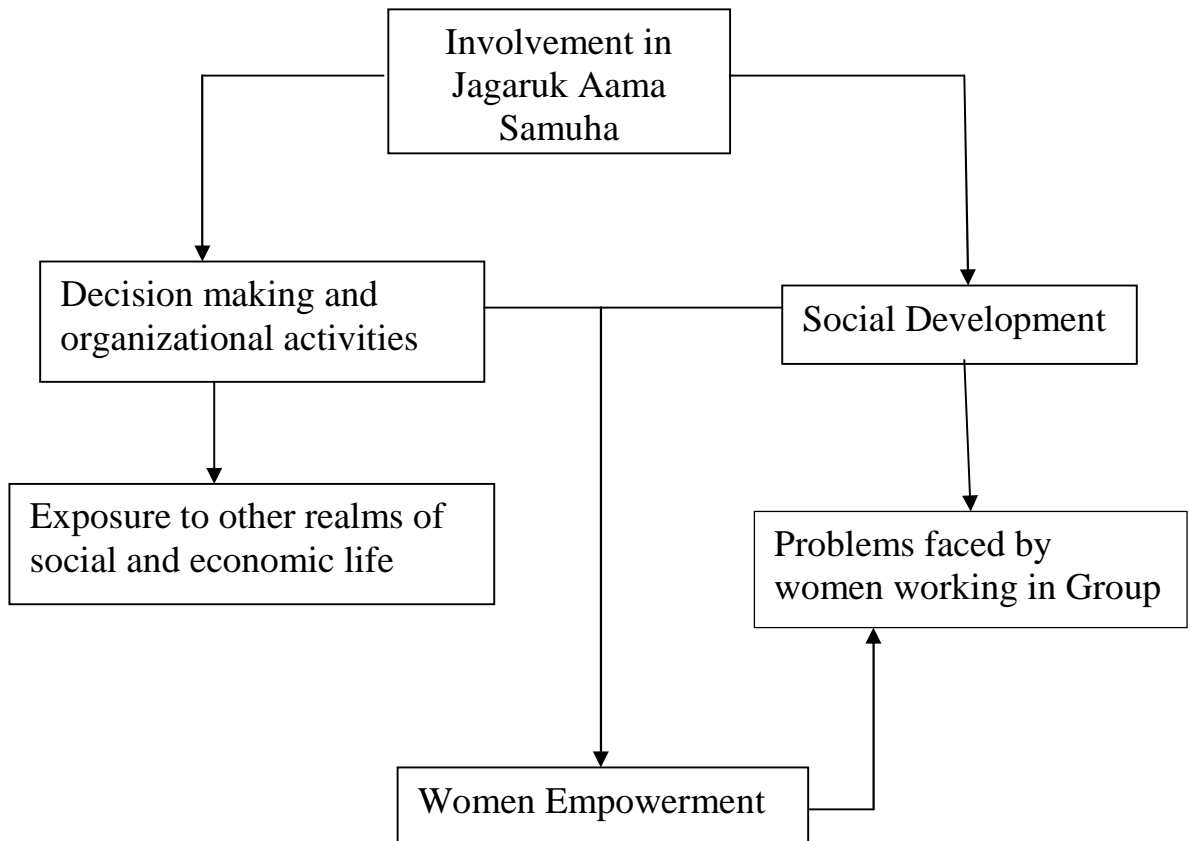 Involvement in
Jagaruk Aama
Samuha
Decision making and
organizational activities
Social Development
Exposure to other realms of
social and economic life
Problems faced by
women working in Group
Women Empowerment